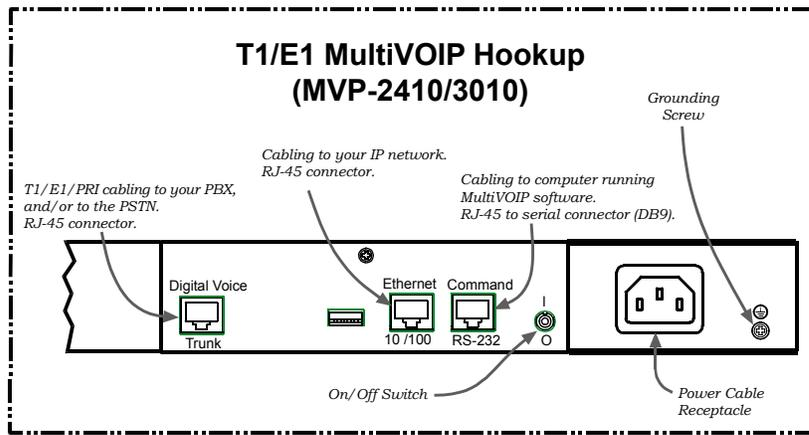 T1/E1 MultiVOIP Hookup
(MVP-2410/3010)
Grounding
Screw
Cabling to your IP network.
RJ-45 connector.
Cabling to computer running
MultiVOIP software.
RJ-45 to serial connector (DB9).
T1/E1/PRI cabling to your PBX,
and/or to the PSTN.
RJ-45 connector.
Digital Voice
Trunk
Ethernet
10 /100
Command
RS-232
I
O
On/Off Switch
Power Cable
Receptacle